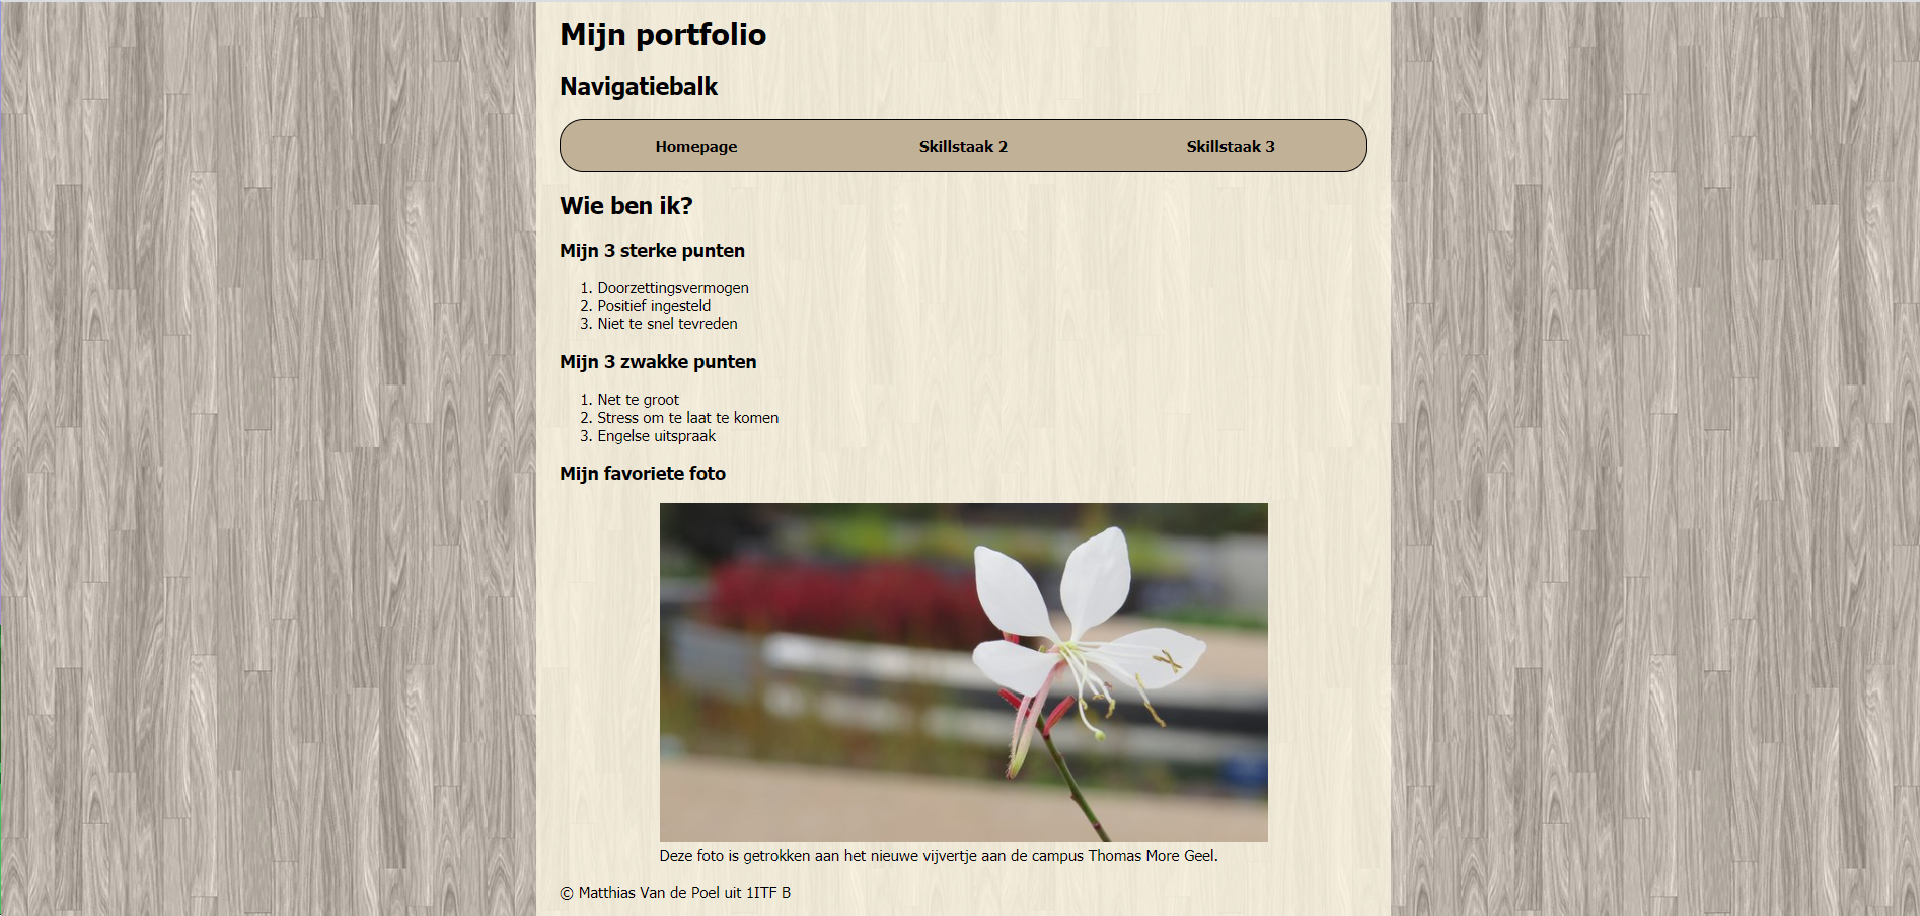 Mijn portfolio
Navigatiebalk
Homepage Skillstaak 2 Skillstaak 3
Wie ben ik?
Mijn 3 sterke punten
1. Doorzettingsvermogen
2. Positief ingesteld
3. Niet te snel tevreden
Mijn 3 zwakke punten
1. Net te groot
2. Stress om te laat te komen
3. Engelse uitspraak
Mijn favoriete foto
Deze foto is getrokken aan het nieuwe vijvertje aan de campus Thomas More Geel.
© Matthias Van de Poel uit 1ITF B